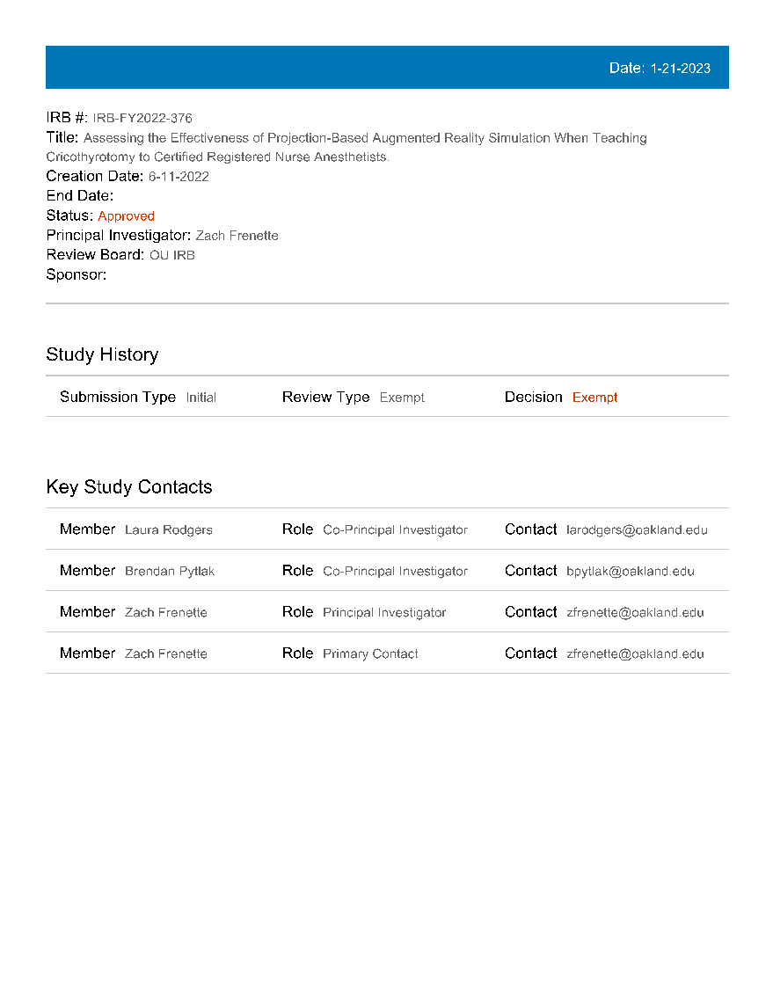 Date: 1-21-2023
IRB #: IRB-FY2022-376
Title: Assessing the Effectiveness of Projection-Based Augmented Reality Simulation When Teaching
Cricothyrotomy to Certified Registered Nurse Anesthetists.
Creation Date: 6-11-2022
End Date:
Status: Approved
Principal Investigator: Zach Frenette
Review Board: OU IRB
Sponsor:
Study History
Submission Type Initial Review Type Exempt Decision Exempt
Key Study Contacts
Member Laura Rodgers Role Co-Principal Investigator Contact larodgers@oakland.edu
Member Brendan Pytlak Role Co-Principal Investigator Contact bpytlak@oakland.edu
Member Zach Frenette Role Principal Investigator Contact zfrenette@oakland.edu
Member Zach Frenette Role Primary Contact Contact zfrenette@oakland.edu